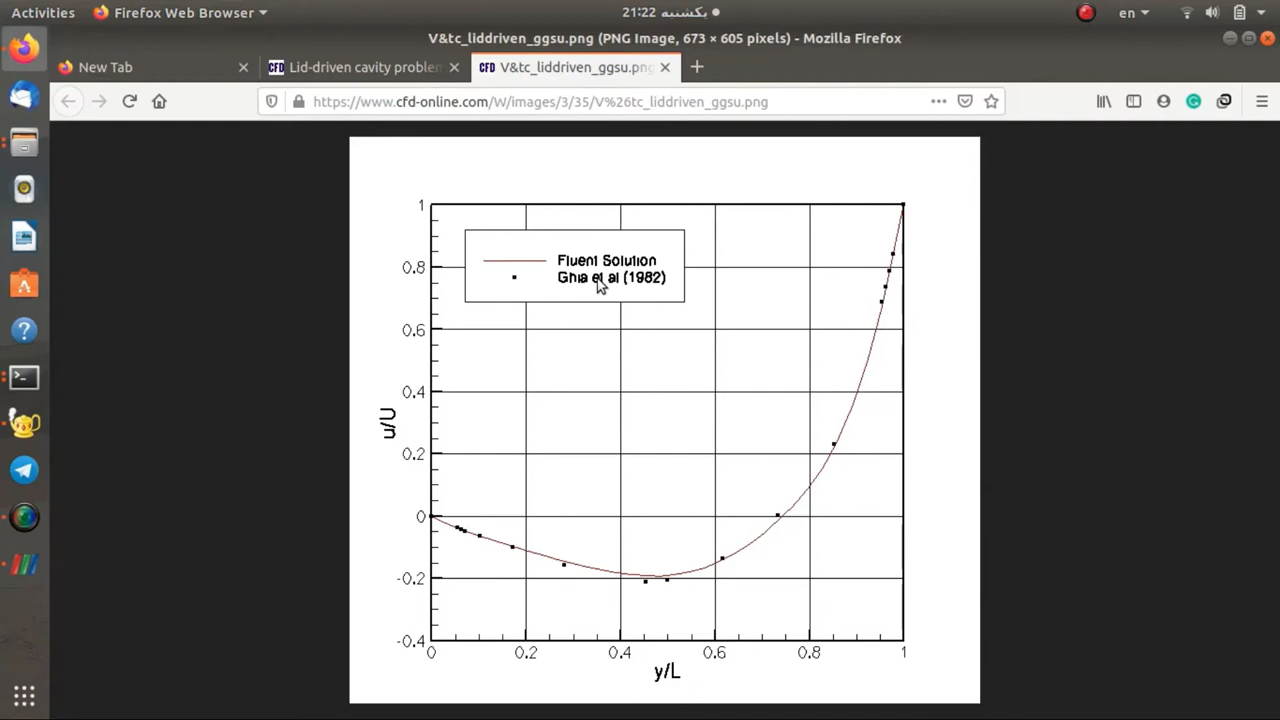 Activities
Firefox Web Browser
21:22 یکشنبه
en
V&tc_liddriven_ggsu.png (PNG Image, 673 × 605 pixels) - Mozilla Firefox
New Tab
CFD Lid-driven cavity problem
CFD V&tc_liddriven_ggsu.png
https://www.cfd-online.com/W/images/3/35/V%26tc_liddriven_ggsu.png
1
0.8
0.6
0.4
0.2
0
-0.2
-0.4
u/U
Fluent Solution
Ghia et al (1982)
0 0.2 0.4 0.6 0.8 1
y/L